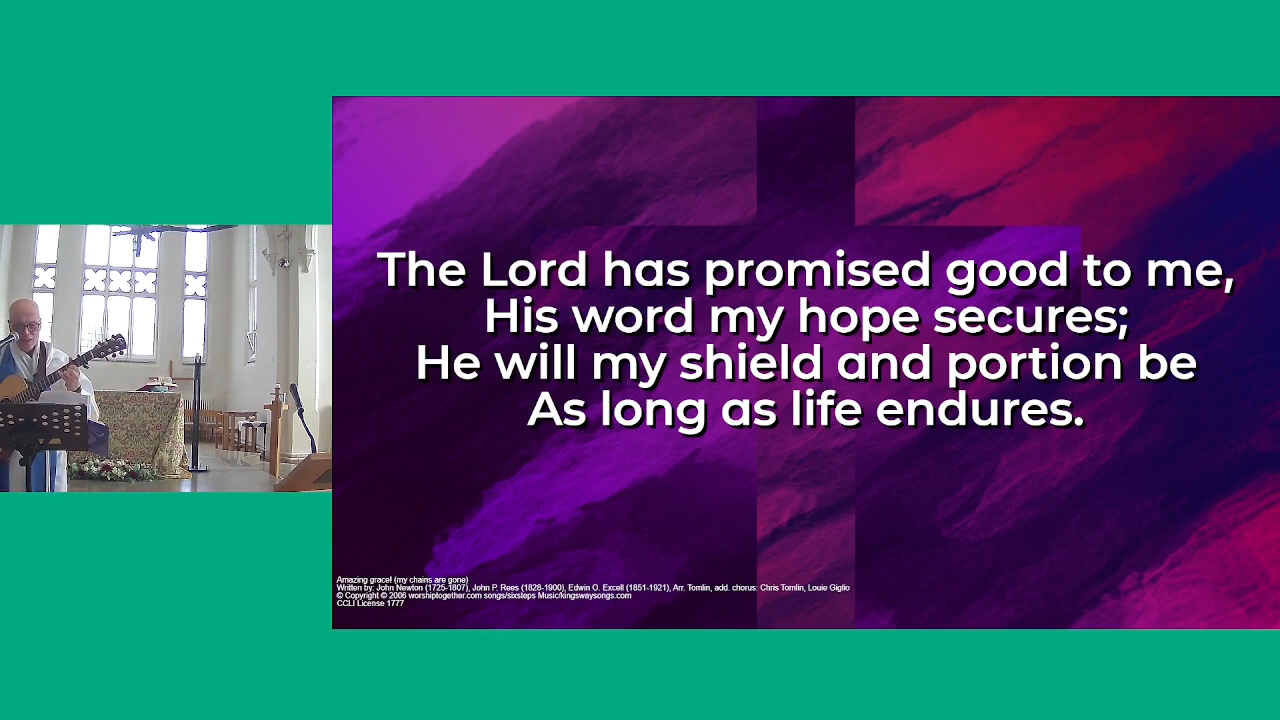 The Lord has promised good to me,
His word my hope secures;
He will my shield and portion be
As long as life endures.
Amazing grace! (my chains are gone)
Written by: John Newton (1725-1807), John P. Rees (1828-1900), Edwin O. Excell (1851-1921), Arr. Tomlin, add. chorus: Chris Tomlin, Louie Giglio
© Copyright © 2006 worshiptogether.com songs/sixsteps Music/kingswaysongs.com
CCLI License 1777